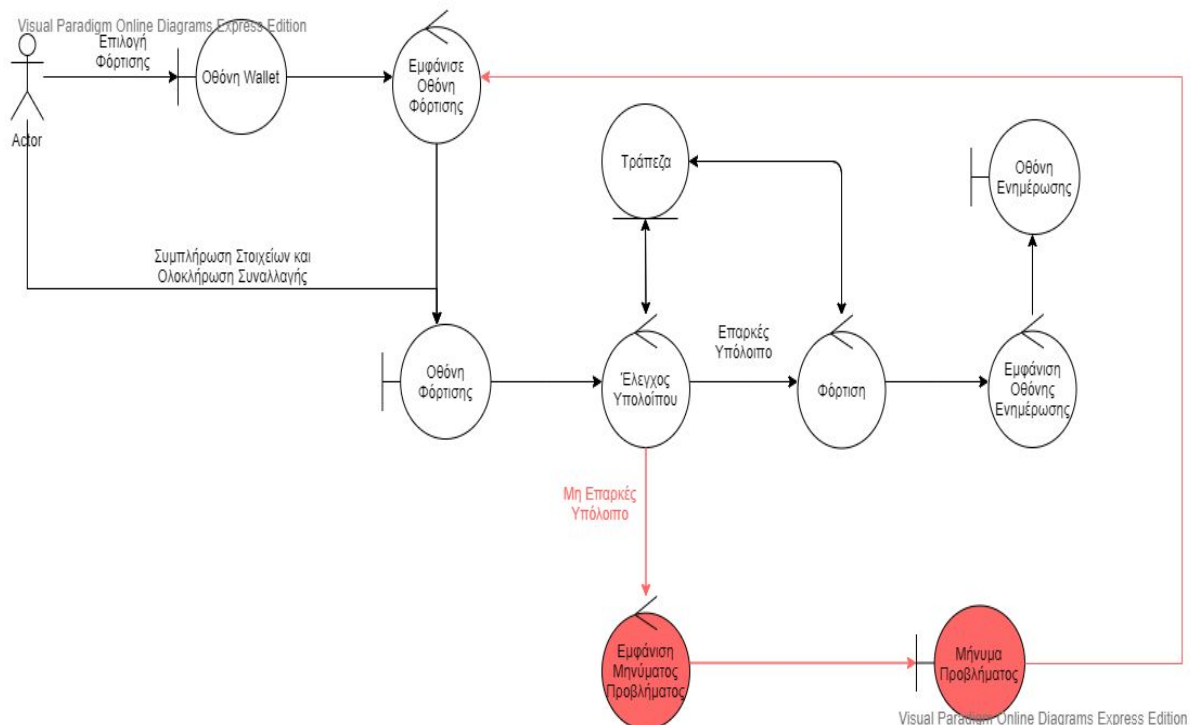 Visual Paradigm Online Diagrams Express Edition
Επιλογή
Φόρτισης
Οθόνη Wallet
Εμφάνισε
Οθόνη
Φόρτισης
Actor
Τράπεζα
Οθόνη
Ενημέρωσης
Συμπλήρωση Στοιχείων και
Ολοκλήρωση Συναλλαγής
Οθόνη
Φόρτισης
Έλεγχος
Υπολοίπου
Επαρκές
Υπόλοιπο
Φόρτιση
Εμφάνιση
Οθόνης
Ενημέρωσης
Μη Επαρκές
Υπόλοιπο
Εμφάνιση
Μηνύματος
Προβλήματος
Μήνυμα
Προβλήματος
Visual Paradigm Online Diagrams Express Edition